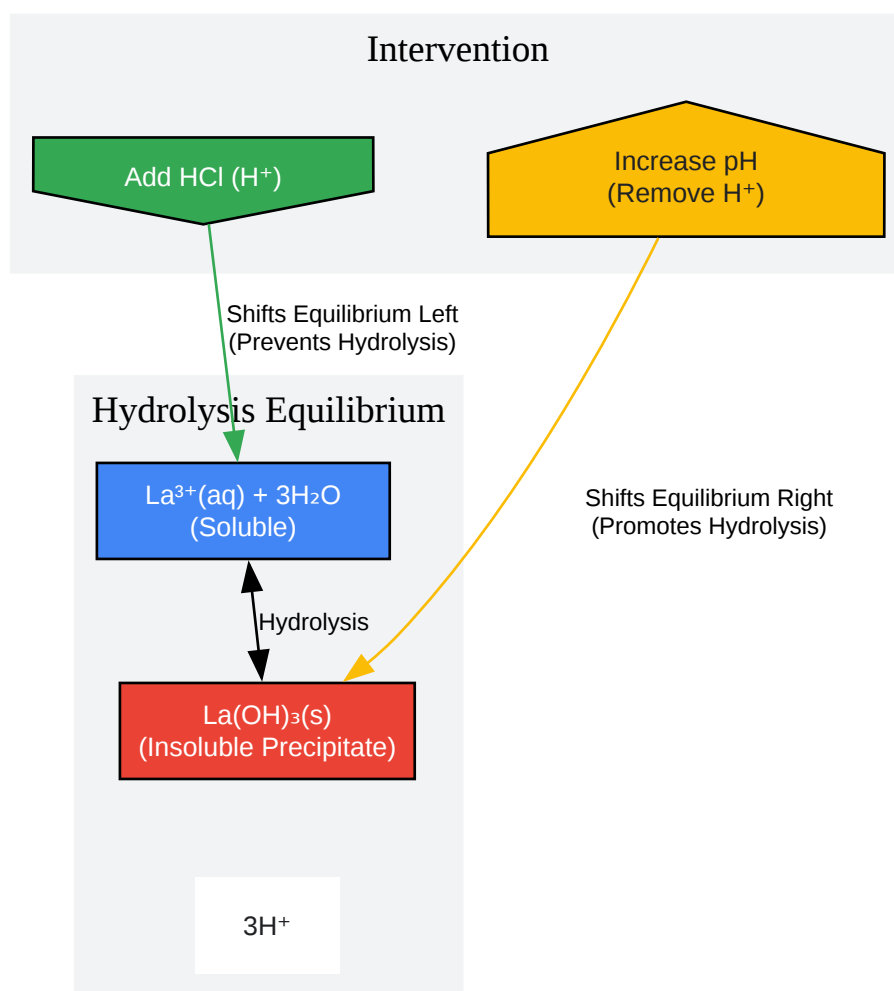 Intervention
Add HCl (H⁺)
Increase pH
(Remove H⁺)
Shifts Equilibrium Left
(Prevents Hydrolysis)
Hydrolysis Equilibrium
La³⁺(aq) + 3H₂O
(Soluble)
Shifts Equilibrium Right
(Promotes Hydrolysis)
Hydrolysis
La(OH)₃(s)
(Insoluble Precipitate)
3H⁺